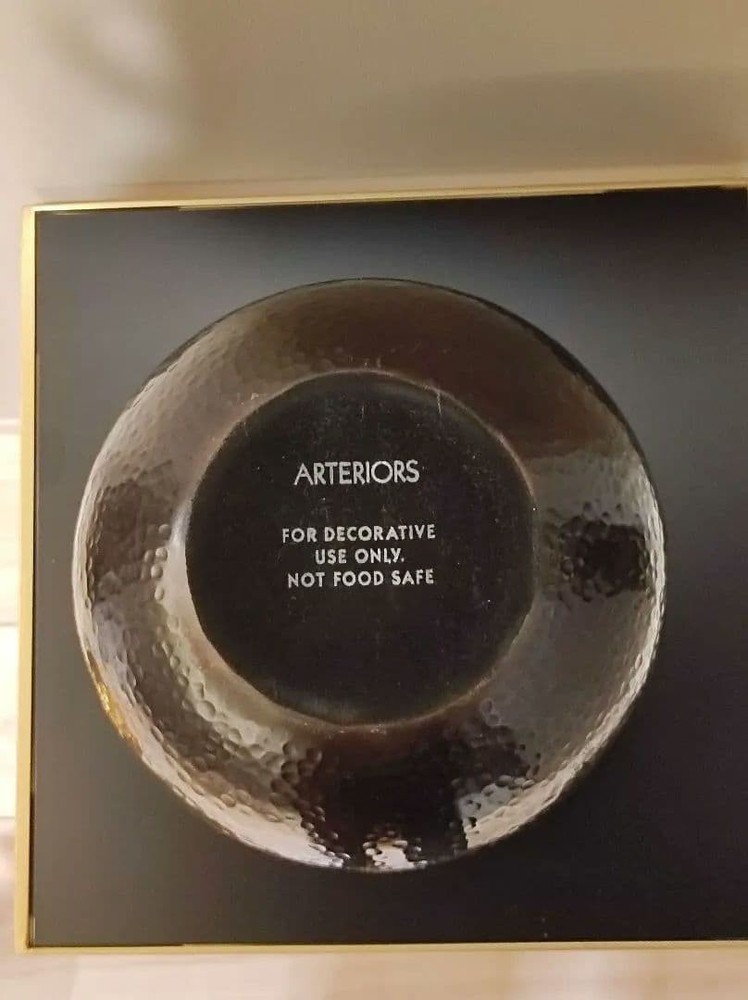 ARTERIORS
FOR DECORATIVE
USE ONLY.
NOT FOOD SAFE